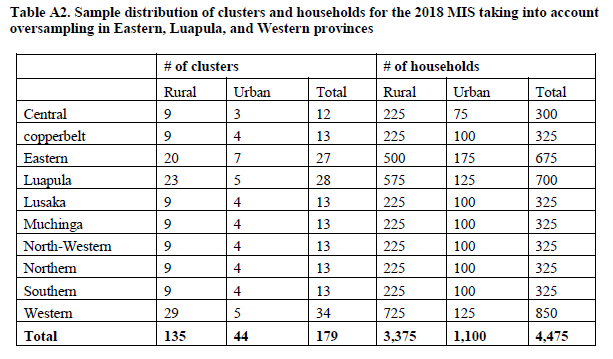 Table A2. Sample distribution of clusters and households for the 2018 MIS taking into account
oversampling in Eastern, Luapula, and Western provinces
# of clusters # of households
Rural Urban Total Rural Urban Total
Central 9 3 12 225 75 300
copperbelt 9 4 13 225 100 325
Eastern 20 7 27 500 175 675
Luapula 23 5 28 575 125 700
Lusaka 9 4 13 225 100 325
Muchinga 9 4 13 225 100 325
North-Western 9 4 13 225 100 325
Northern 9 4 13 225 100 325
Southern 9 4 13 225 100 325
Western 29 5 34 725 125 850
Total 135 44 179 3,375 1,100 4,475